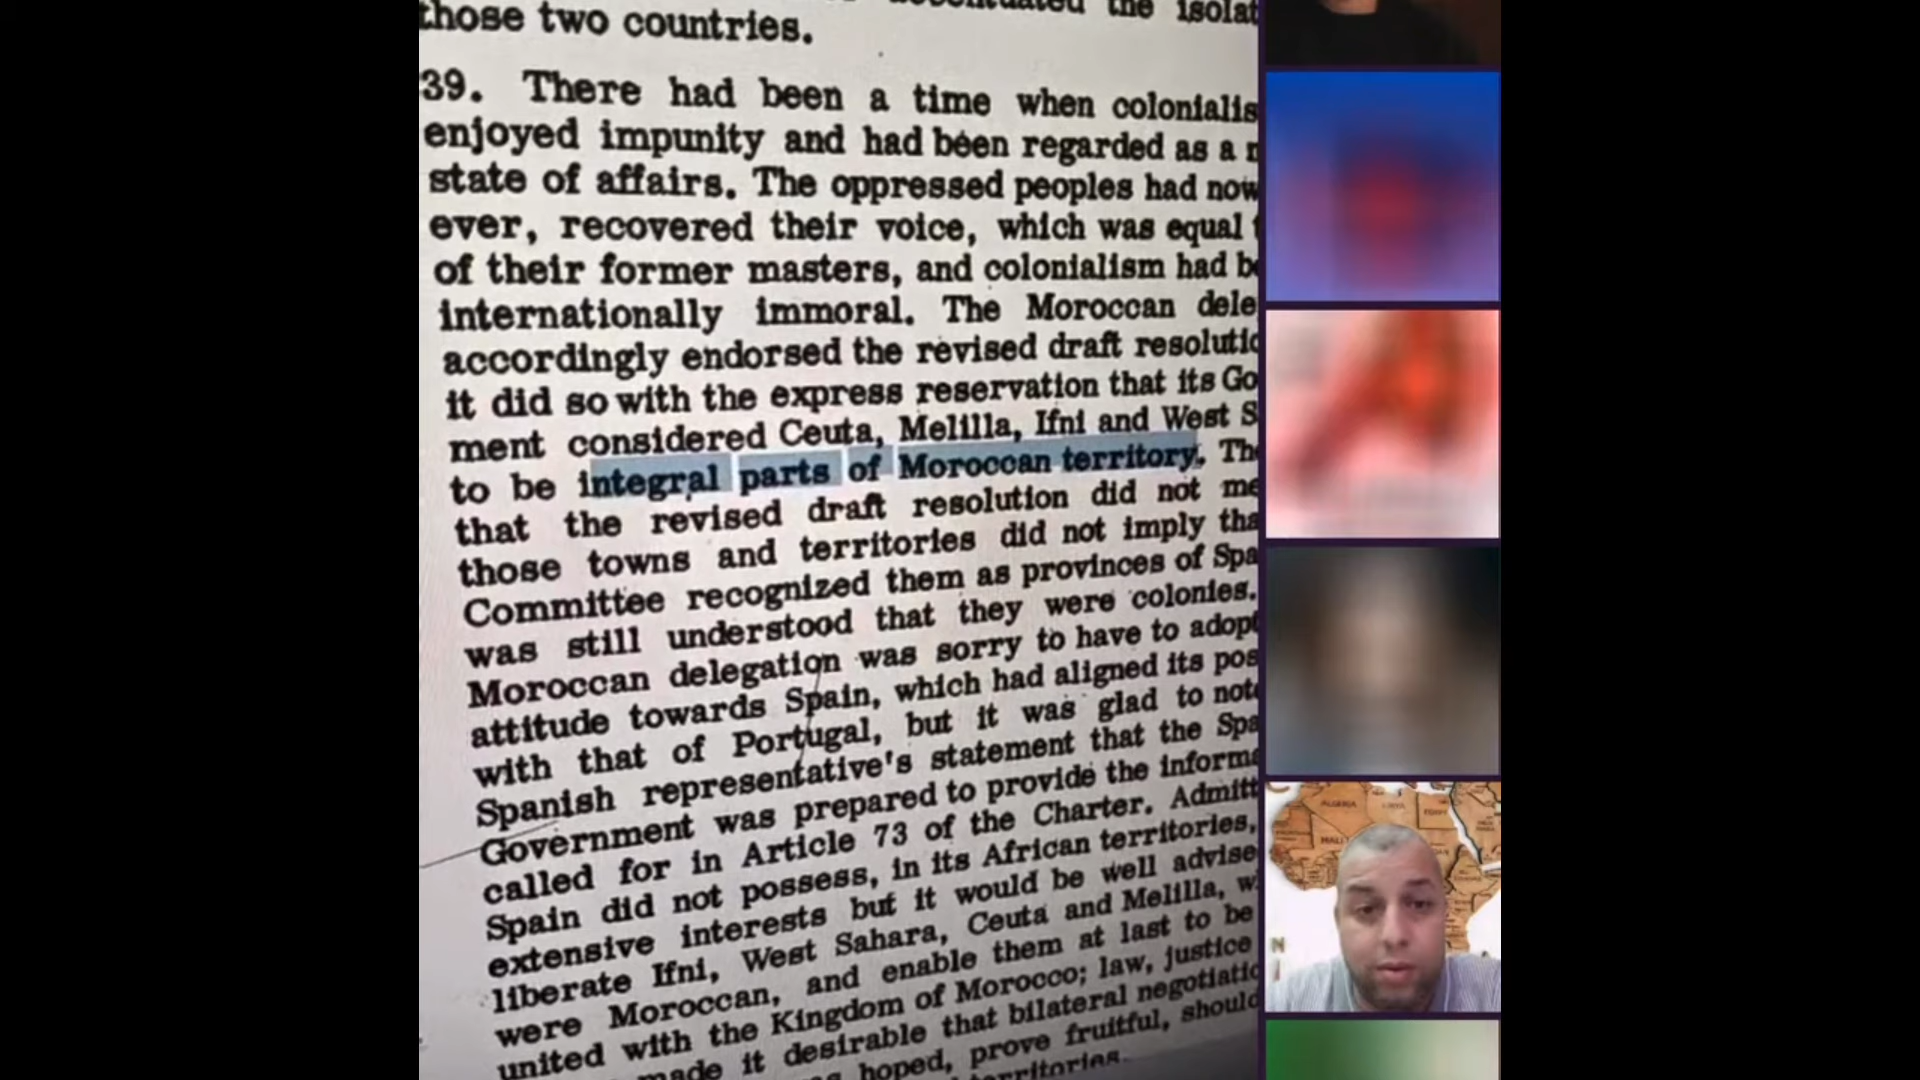 the isolat
those two countries.
39. There had been a time when colonialis
enjoyed impunity and had been regarded as a n
state of affairs. The oppressed peoples had now
ever, recovered their voice, which was equal t
of their former masters, and colonialism had be
internationally immoral. The Moroccan dele
accordingly endorsed the revised draft resolutio
it did so with the express reservation that its Go
ment considered Ceuta, Melilla, Ifni and West S
to be integral parts of Moroccan territory. The
that the revised draft resolution did not me
those towns and territories did not imply tha
Committee recognized them as provinces of Spa
was still understood that they were colonies.
Moroccan delegation was sorry to have to adopt
attitude towards Spain, which had aligned its pos
with that of Portugal, but it was glad to note
Spanish representative's statement that the Spa
Government was prepared to provide the informa
called for in Article 73 of the Charter. Admitt
Spain did not possess, in its African territories,
extensive interests but it would be well advise
liberate Ifni, West Sahara, Ceuta and Melilla, w
were Moroccan, and enable them at last to be
united with the Kingdom of Morocco; law, justice
made it desirable that bilateral negotiatio
hoped, prove fruitful, should
territories.
ALGERIA
MALI